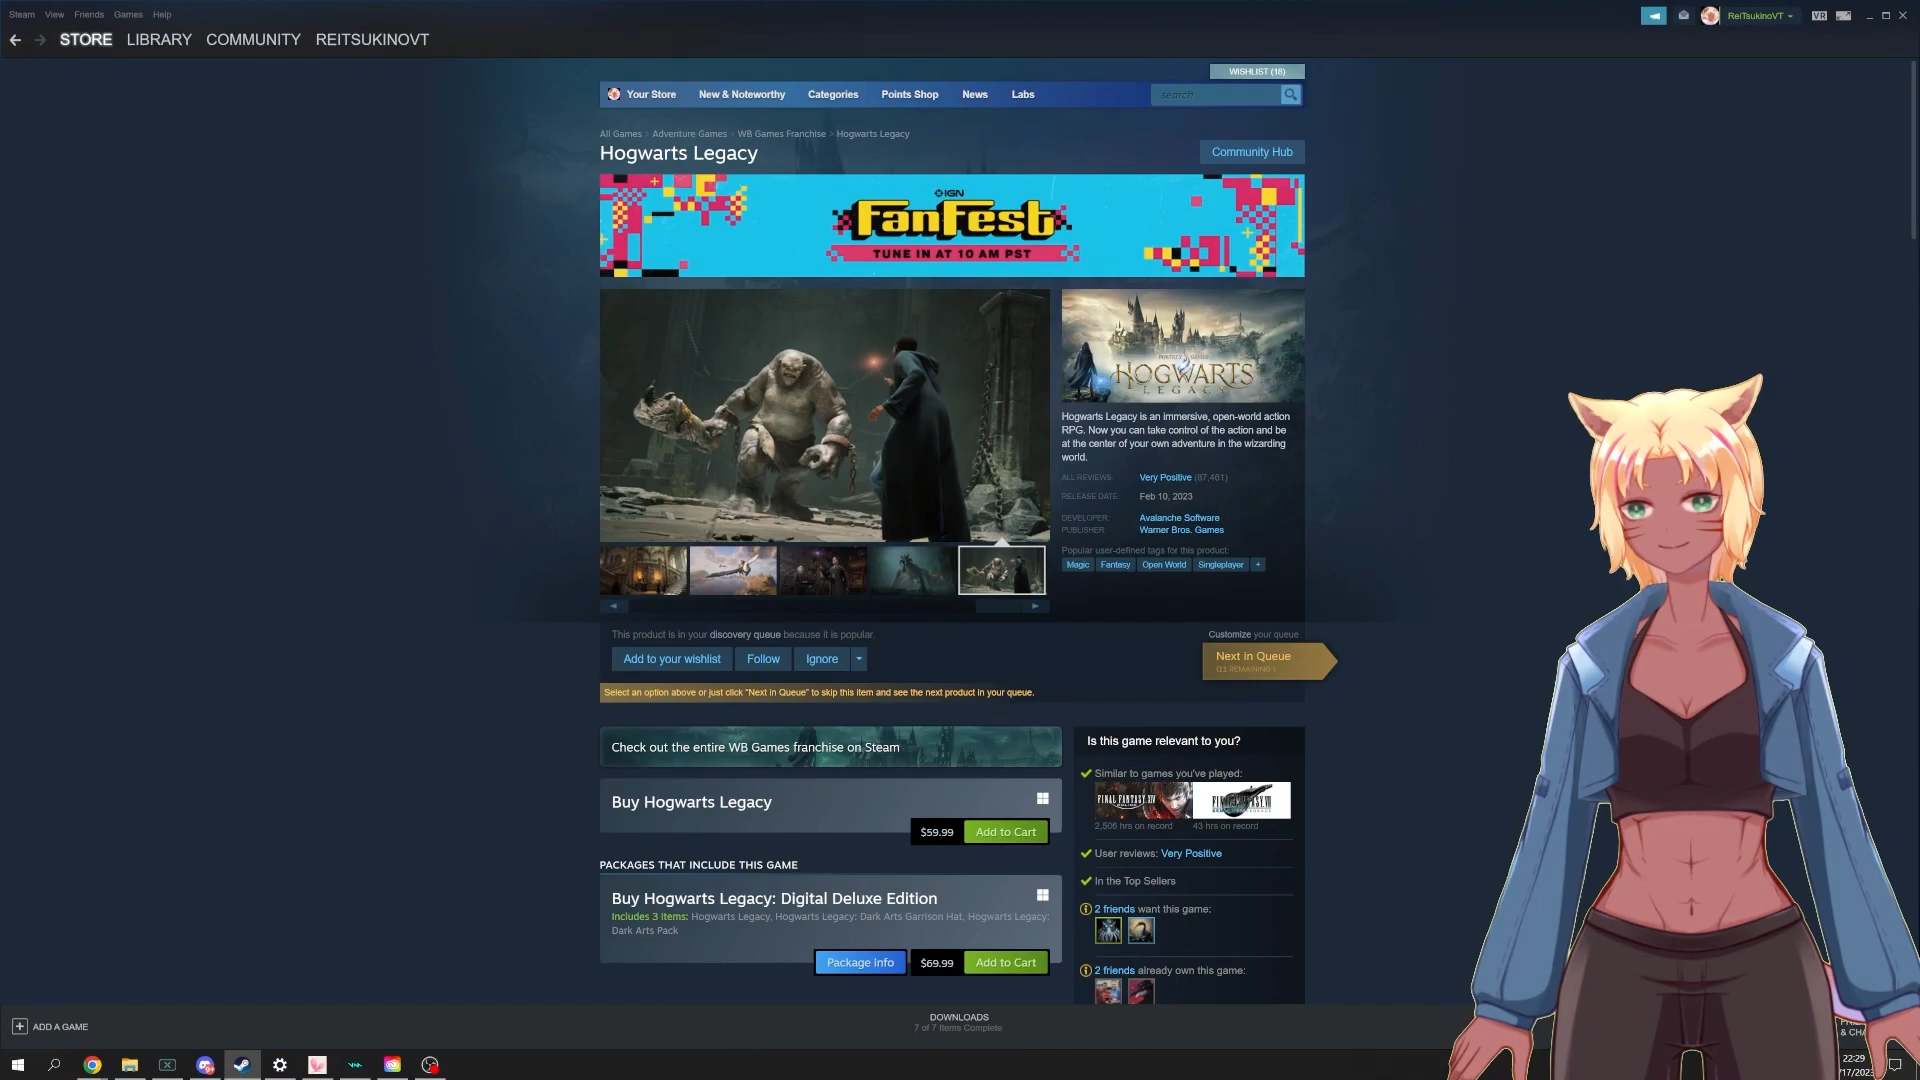 Steam View Friends Games Help
ReiTsukinoVT
VR
STORE LIBRARY COMMUNITY REITSUKINOVT
WISHLIST (18)
Your Store New & Noteworthy Categories Points Shop News Labs
search
All Games > Adventure Games > WB Games Franchise > Hogwarts Legacy
Hogwarts Legacy
Community Hub
IGN
FanFest
TUNE IN AT 10 AM PST
HOGWARTS
LEGACY
Hogwarts Legacy is an immersive, open-world action
RPG. Now you can take control of the action and be
at the center of your own adventure in the wizarding
world.
ALL REVIEWS: Very Positive (87,461)
RELEASE DATE: Feb 10, 2023
DEVELOPER: Avalanche Software
PUBLISHER: Warner Bros. Games
Popular user-defined tags for this product:
Magic Fantasy Open World Singleplayer +
This product is in your discovery queue because it is popular.
Customize your queue
Add to your wishlist Follow Ignore
Next in Queue
(11 REMAINING )
Select an option above or just click "Next in Queue" to skip this item and see the next product in your queue.
Check out the entire WB Games franchise on Steam
Buy Hogwarts Legacy
$59.99 Add to Cart
PACKAGES THAT INCLUDE THIS GAME
Buy Hogwarts Legacy: Digital Deluxe Edition
Includes 3 items: Hogwarts Legacy, Hogwarts Legacy: Dark Arts Garrison Hat, Hogwarts Legacy:
Dark Arts Pack
Package Info $69.99 Add to Cart
Is this game relevant to you?
Similar to games you've played:
FINAL FANTASY XIV
2,506 hrs on record 43 hrs on record
User reviews: Very Positive
In the Top Sellers
2 friends want this game:
2 friends already own this game:
ADD A GAME
DOWNLOADS
7 of 7 Items Complete
& CH
22:29
/17/2023